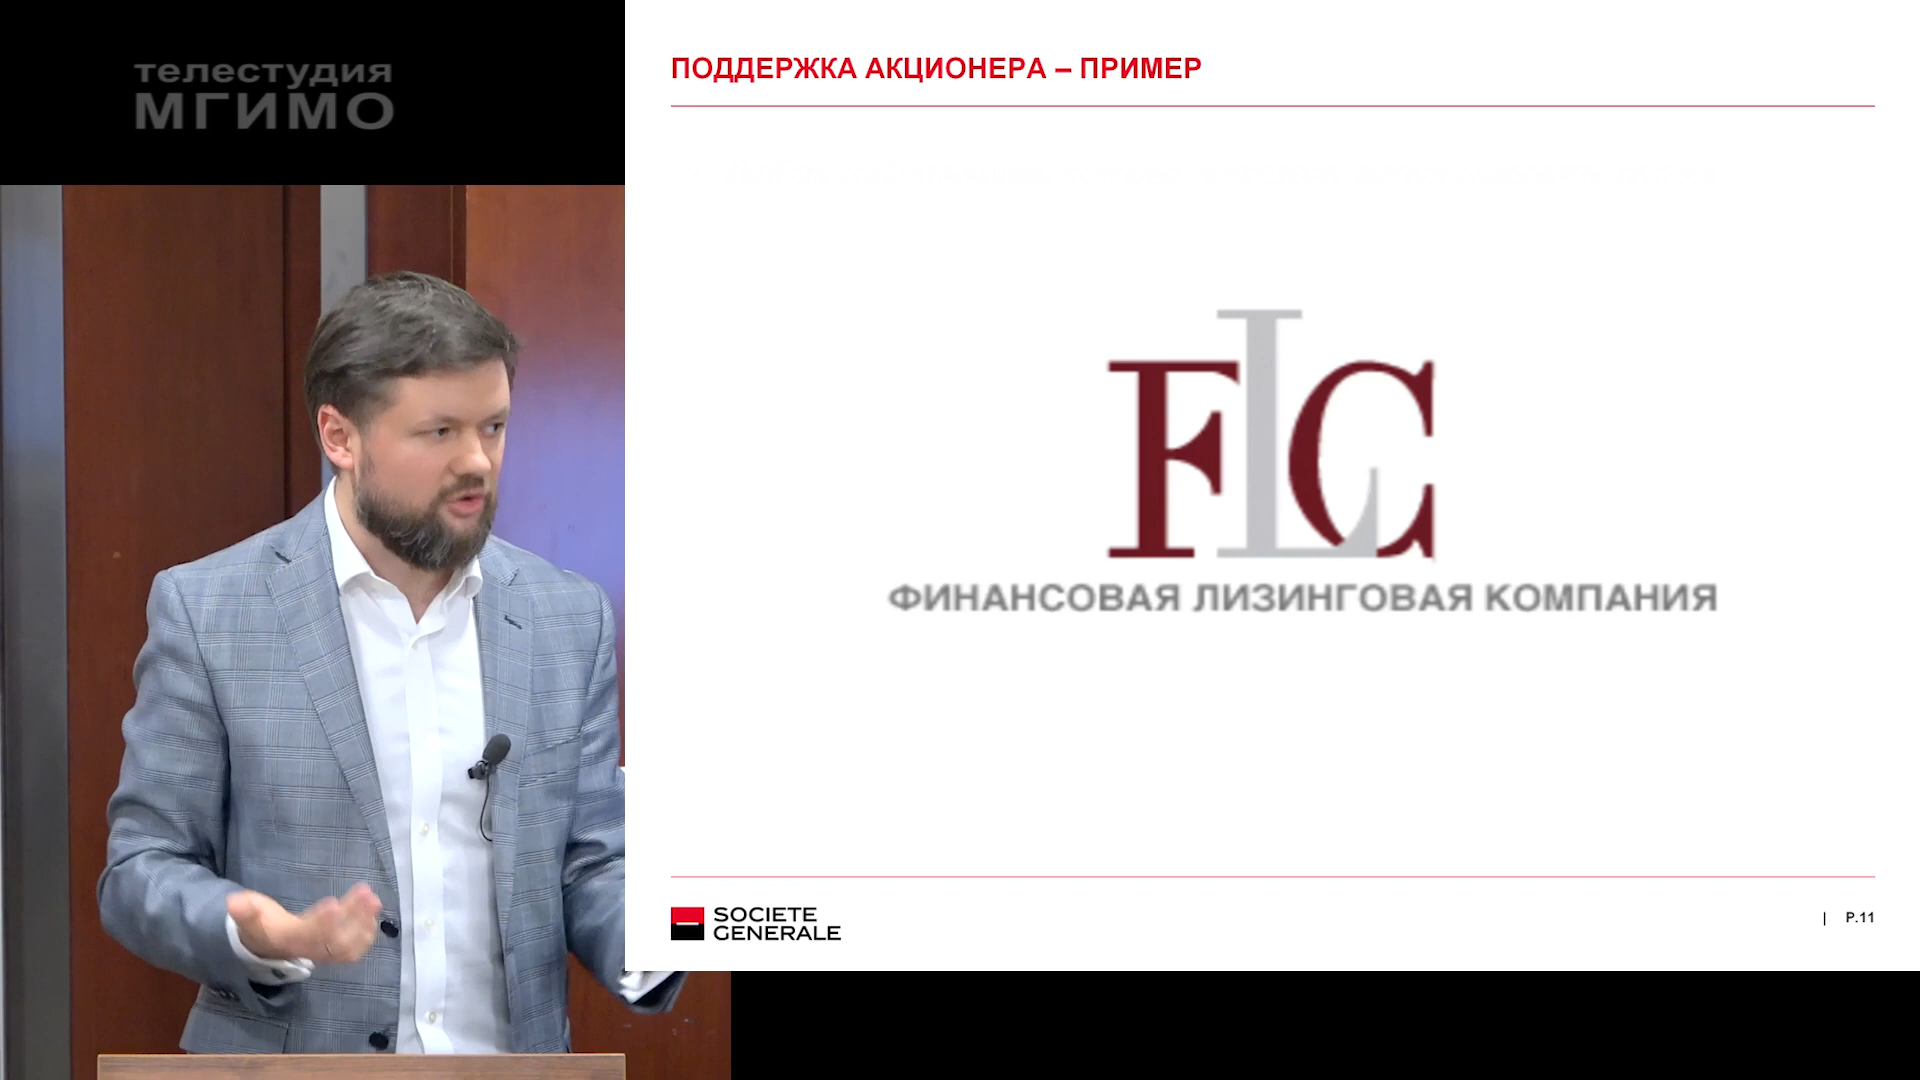 телестудия
МГИМО
ПОДДЕРЖКА АКЦИОНЕРА – ПРИМЕР
FLC
ФИНАНСОВАЯ ЛИЗИНГОВАЯ КОМПАНИЯ
SOCIETE
GENERALE
| P.11